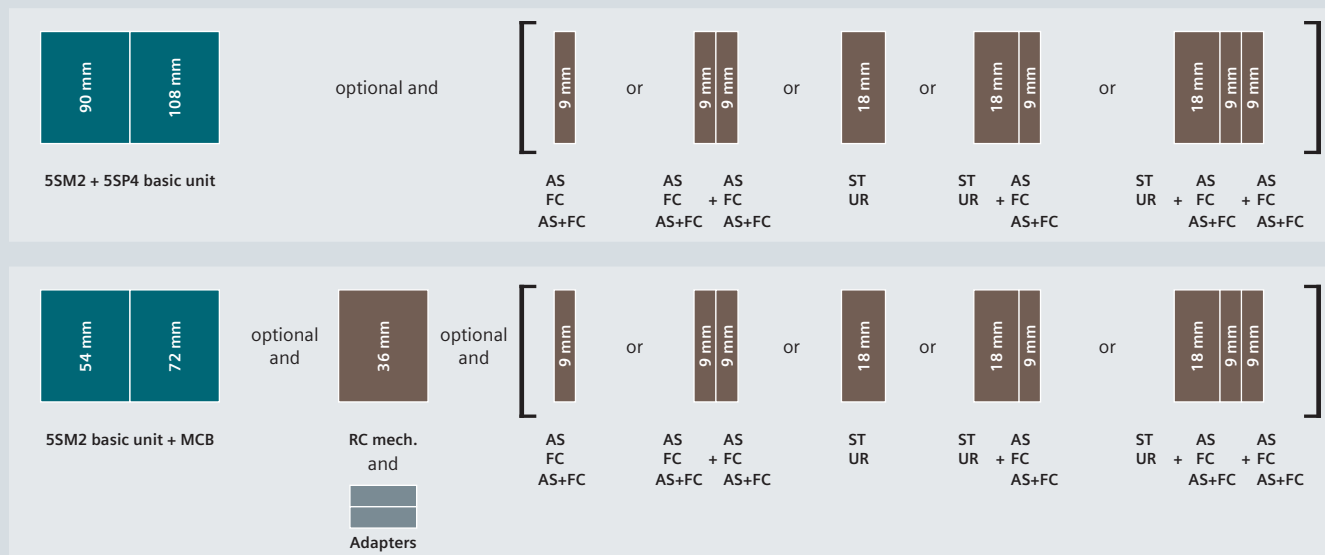 90 mm 108 mm optional and 9 mm or 9 mm 9 mm or 18 mm or 18 mm 9 mm or 18 mm 9 mm 9 mm
5SM2 + 5SP4 basic unit AS AS AS ST ST AS ST AS AS
FC FC + FC UR UR + FC UR + FC + FC
AS+FC AS+FC AS+FC AS+FC AS+FC AS+FC
54 mm 72 mm optional and 36 mm optional and 9 mm or 9 mm 9 mm or 18 mm or 18 mm 9 mm or 18 mm 9 mm 9 mm
5SM2 basic unit + MCB RC mech. AS AS AS ST ST AS ST AS AS
and FC FC + FC UR UR + FC UR + FC + FC
AS+FC AS+FC AS+FC AS+FC AS+FC AS+FC
Adapters